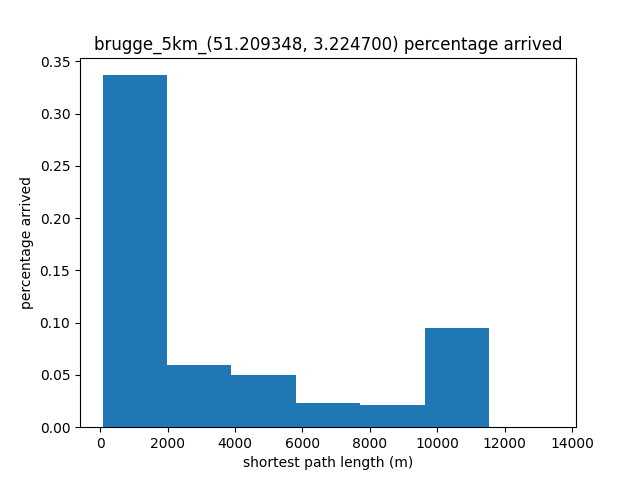 brugge_5km_(51.209348, 3.224700) percentage arrived
0.35
0.30
0.25
0.20
0.15
0.10
0.05
0.00
percentage arrived
0 2000 4000 6000 8000 10000 12000 14000
shortest path length (m)